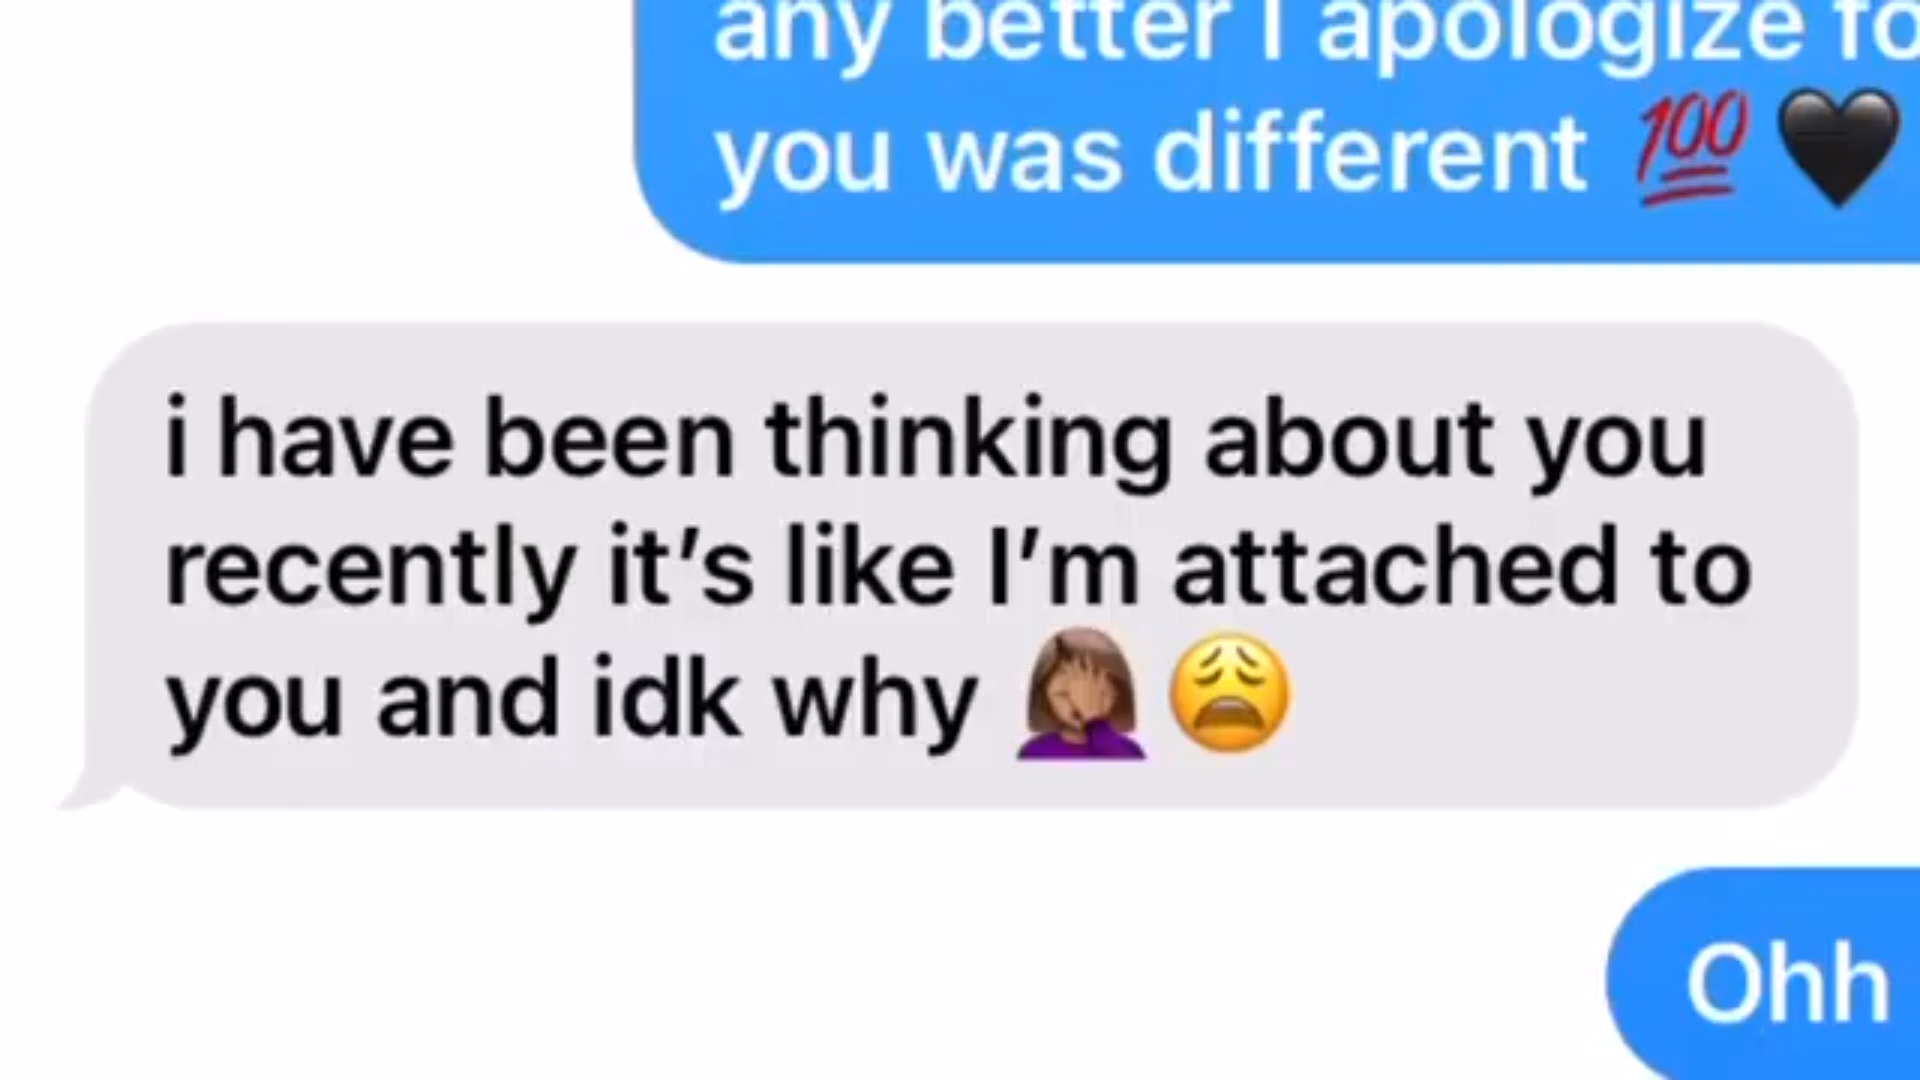 any better I apologize fo
you was different 💯🖤
i have been thinking about you
recently it's like I'm attached to
you and idk why 🤦🏽‍♀️😩
Ohh